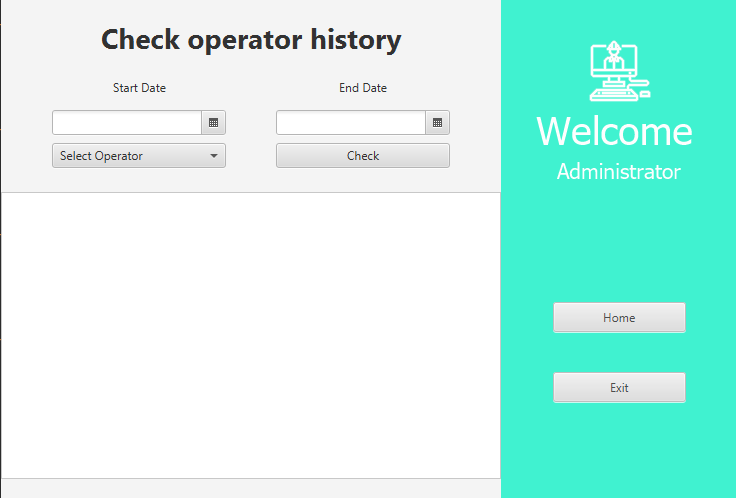 Check operator history
Start Date
End Date
Select Operator
Check
Welcome
Administrator
Home
Exit